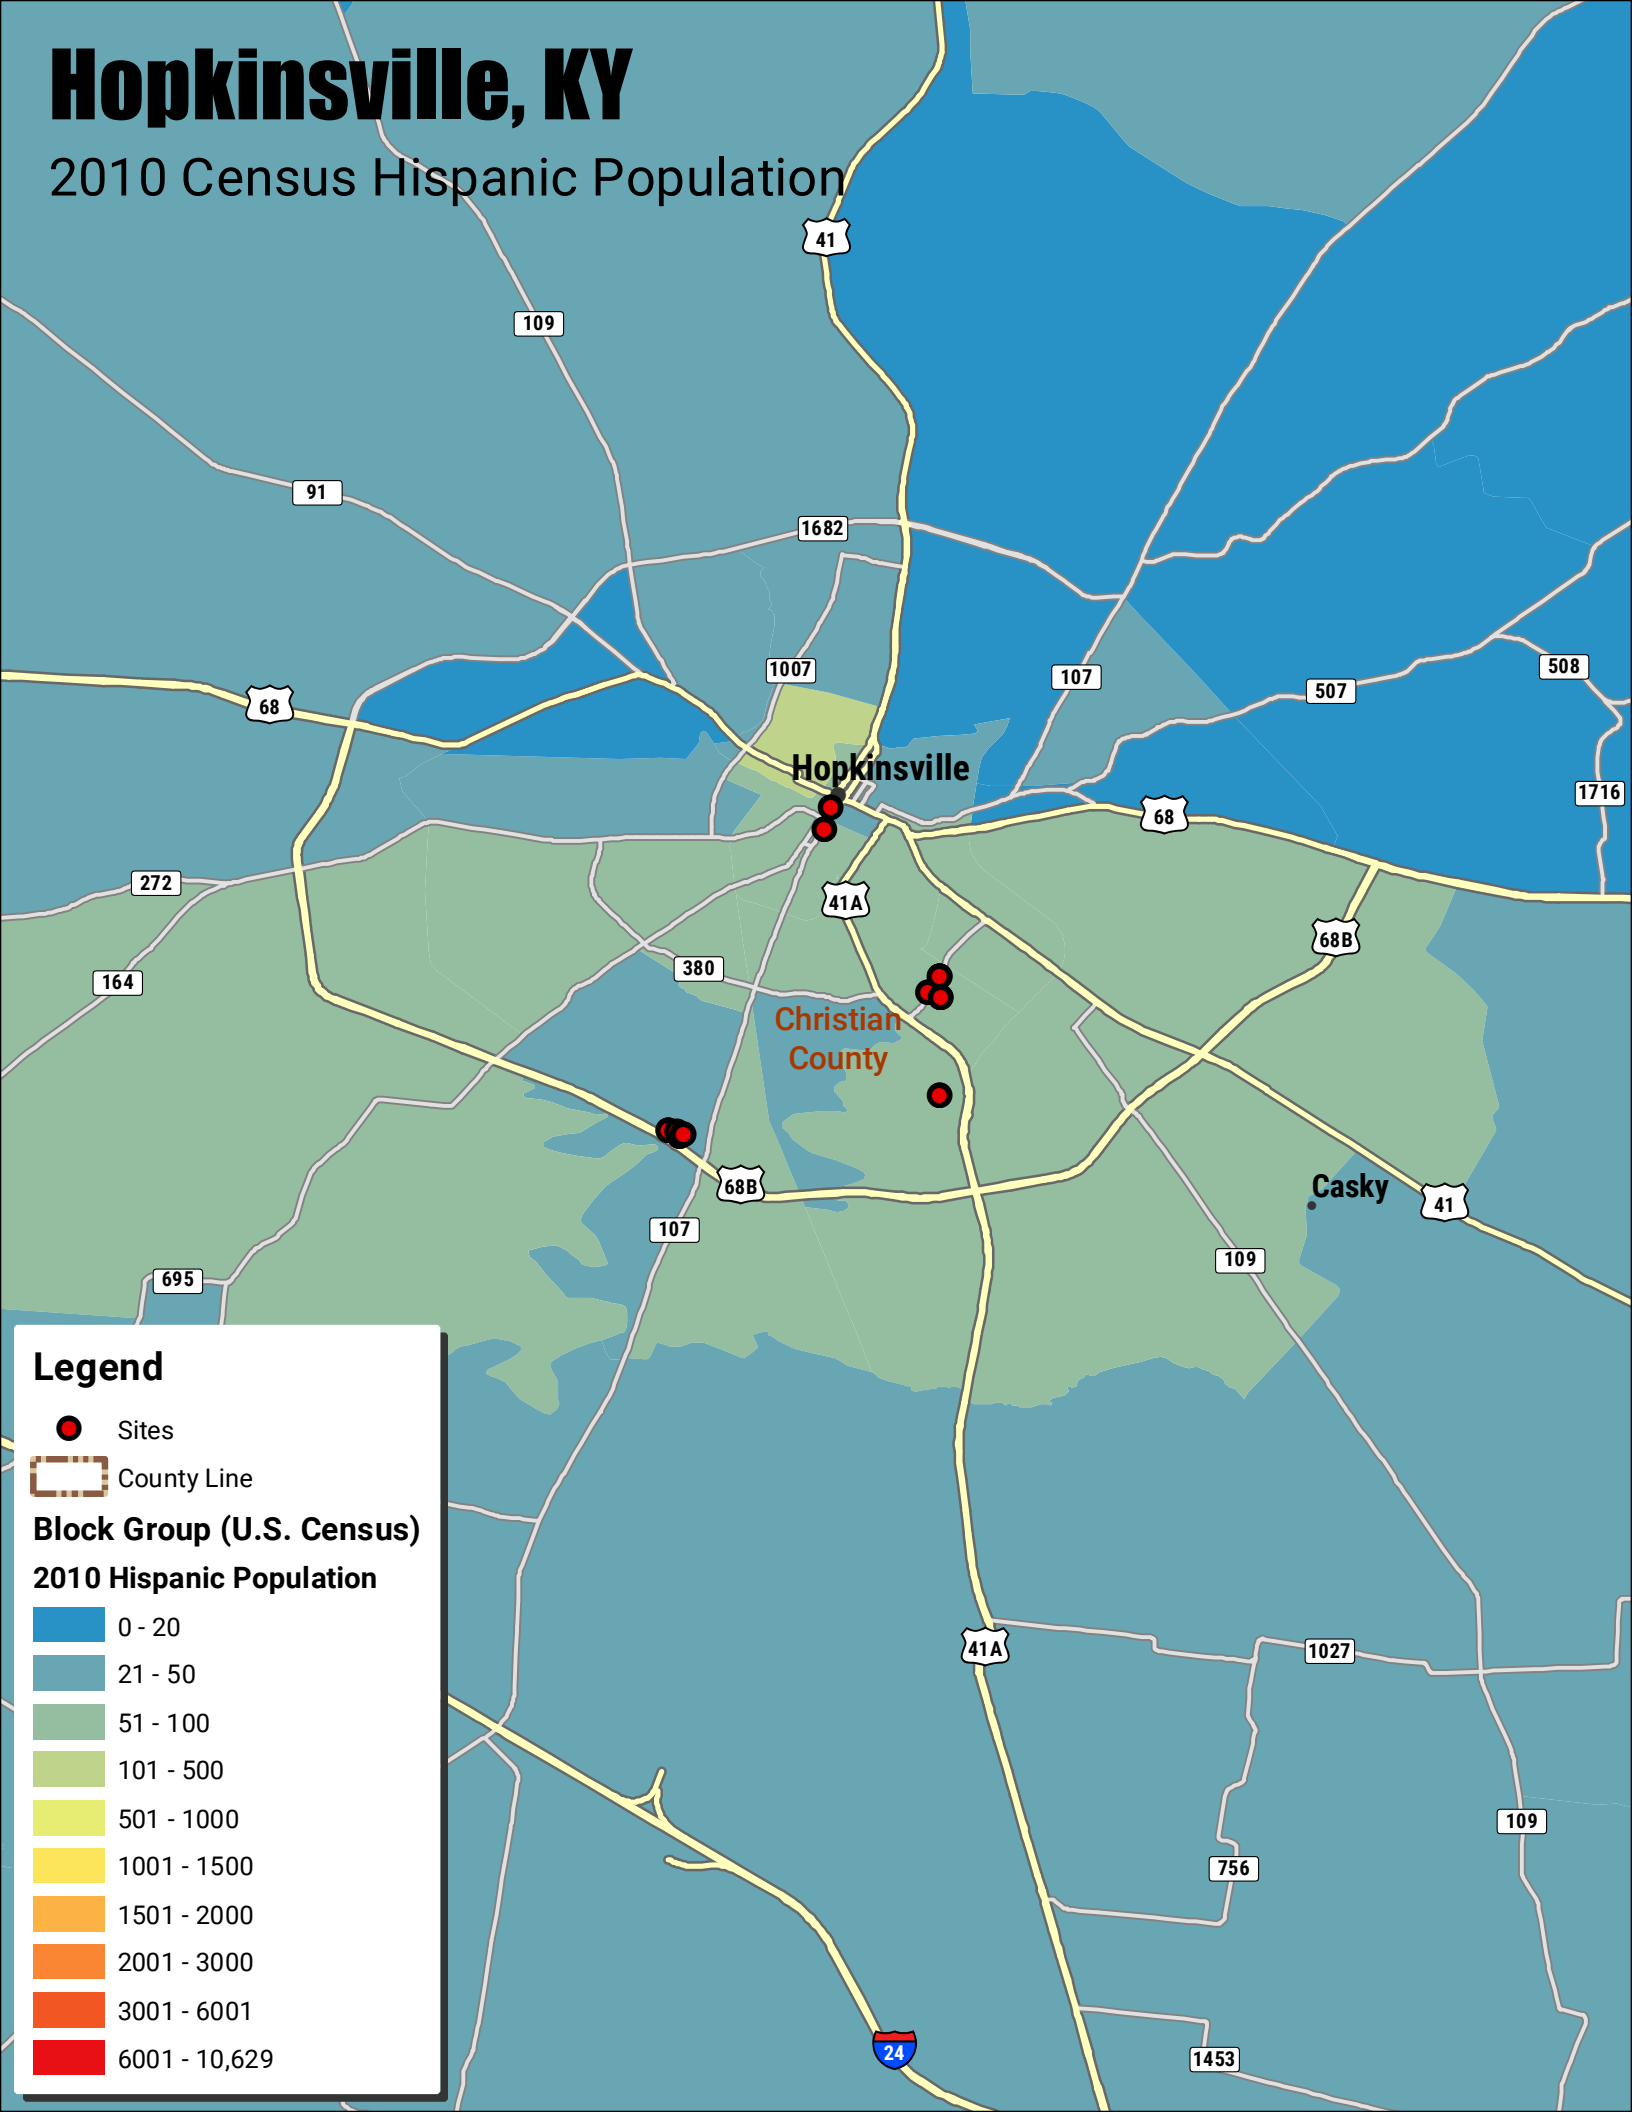 Hopkinsville, KY
2010 Census Hispanic Population
41
109
91
1682
1007
107
508
68
507
Hopkinsville
1716
68
272
41A
68B
380
164
Christian
County
68B
Casky
41
107
109
695
Legend
Sites
County Line
Block Group (U.S. Census)
2010 Hispanic Population
0 - 20
21 - 50
51 - 100
101 - 500
501 - 1000
1001 - 1500
1501 - 2000
2001 - 3000
3001 - 6001
6001 - 10,629
41A
1027
109
756
24
1453